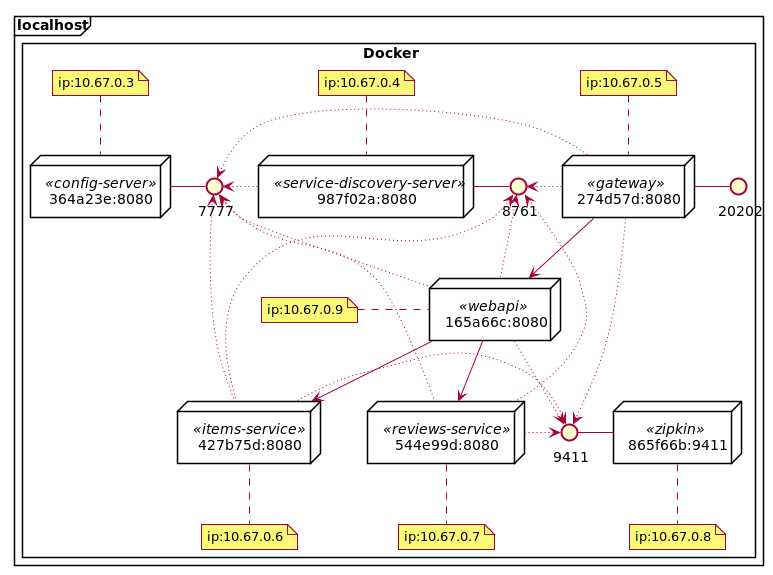 localhost
Docker
ip:10.67.0.3
ip:10.67.0.4
ip:10.67.0.5
«config-server»
364a23e:8080
7777
«service-discovery-server»
987f02a:8080
8761
«gateway»
274d57d:8080
20202
ip:10.67.0.9
«webapi»
165a66c:8080
«items-service»
427b75d:8080
«reviews-service»
544e99d:8080
9411
«zipkin»
865f66b:9411
ip:10.67.0.6
ip:10.67.0.7
ip:10.67.0.8